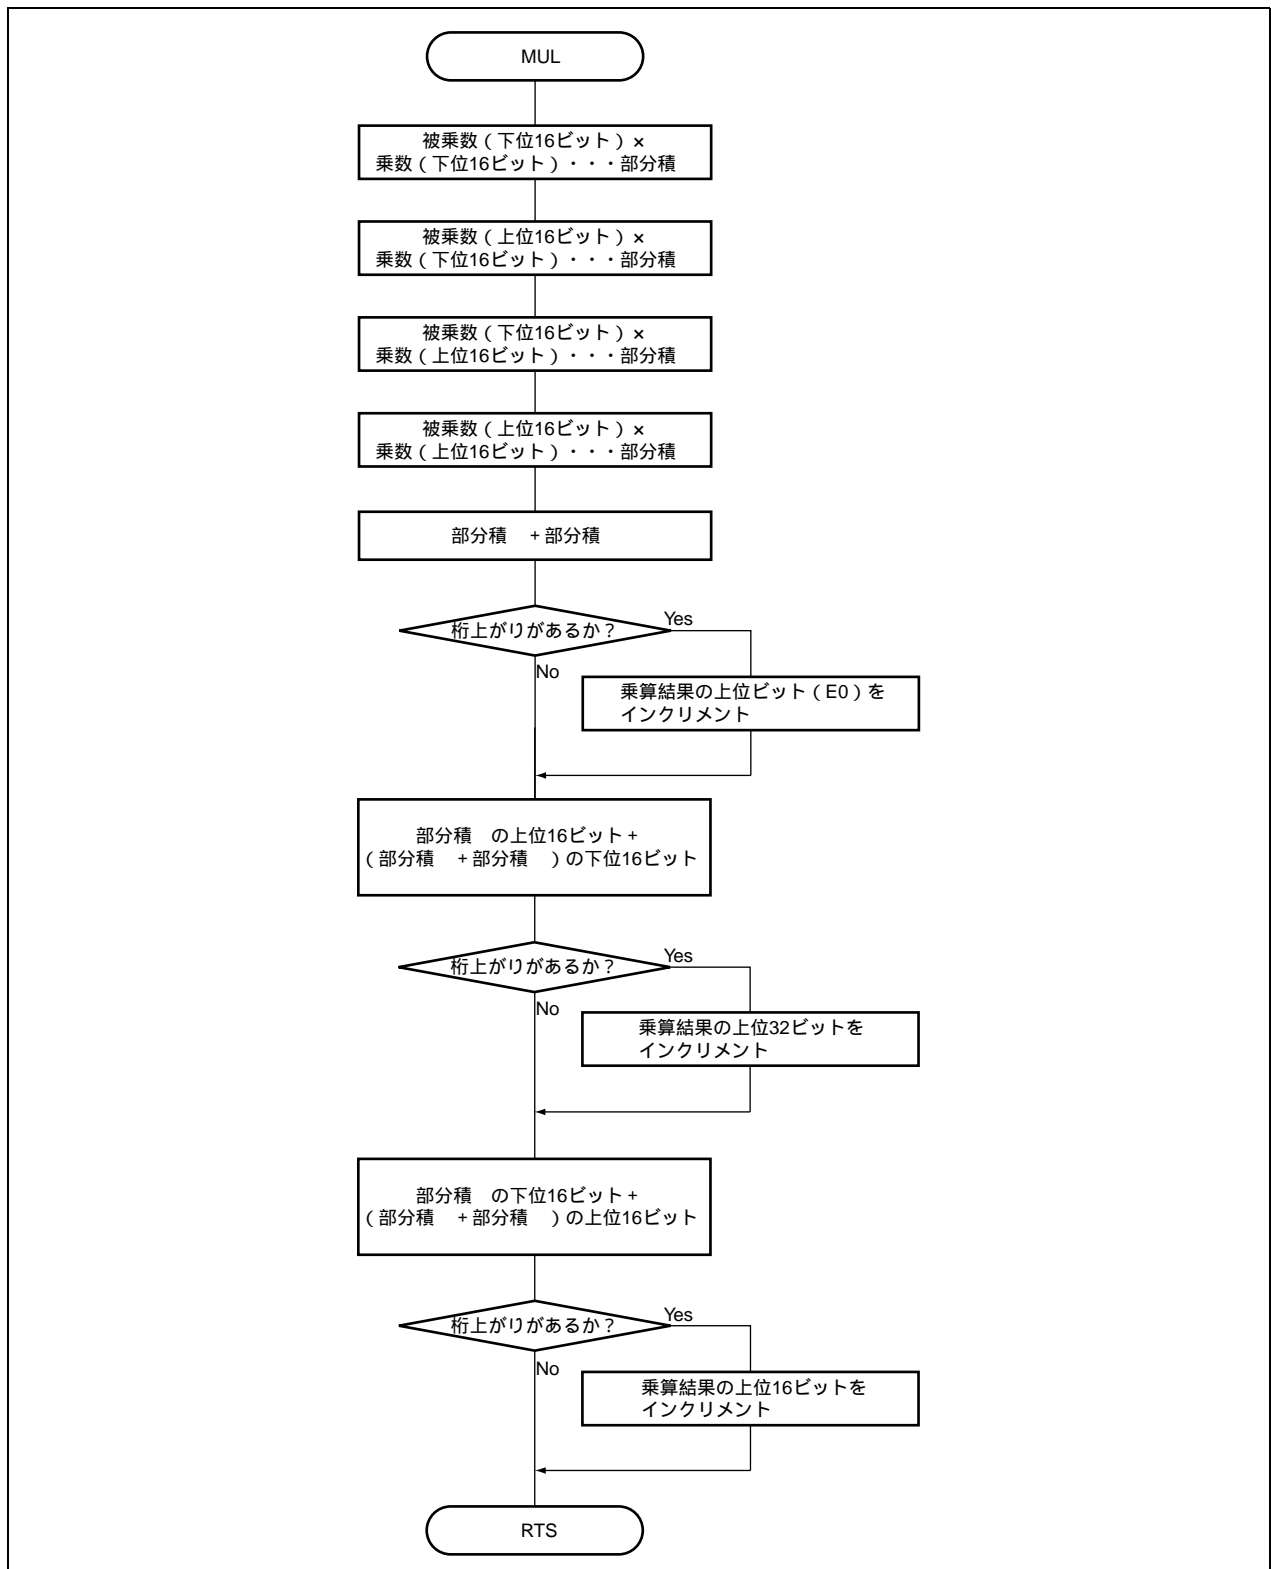 MUL
被乗数(下位16ビット)×
乗数(下位16ビット)・・・部分積
被乗数(上位16ビット)×
乗数(下位16ビット)・・・部分積
被乗数(下位16ビット)×
乗数(上位16ビット)・・・部分積
被乗数(上位16ビット)×
乗数(上位16ビット)・・・部分積
部分積 +部分積
桁上がりがあるか?
Yes
No
乗算結果の上位ビット(E0)を
インクリメント
部分積 の上位16ビット+
(部分積 +部分積 )の下位16ビット
桁上がりがあるか?
Yes
No
乗算結果の上位32ビットを
インクリメント
部分積 の下位16ビット+
(部分積 +部分積 )の上位16ビット
桁上がりがあるか?
Yes
No
乗算結果の上位16ビットを
インクリメント
RTS